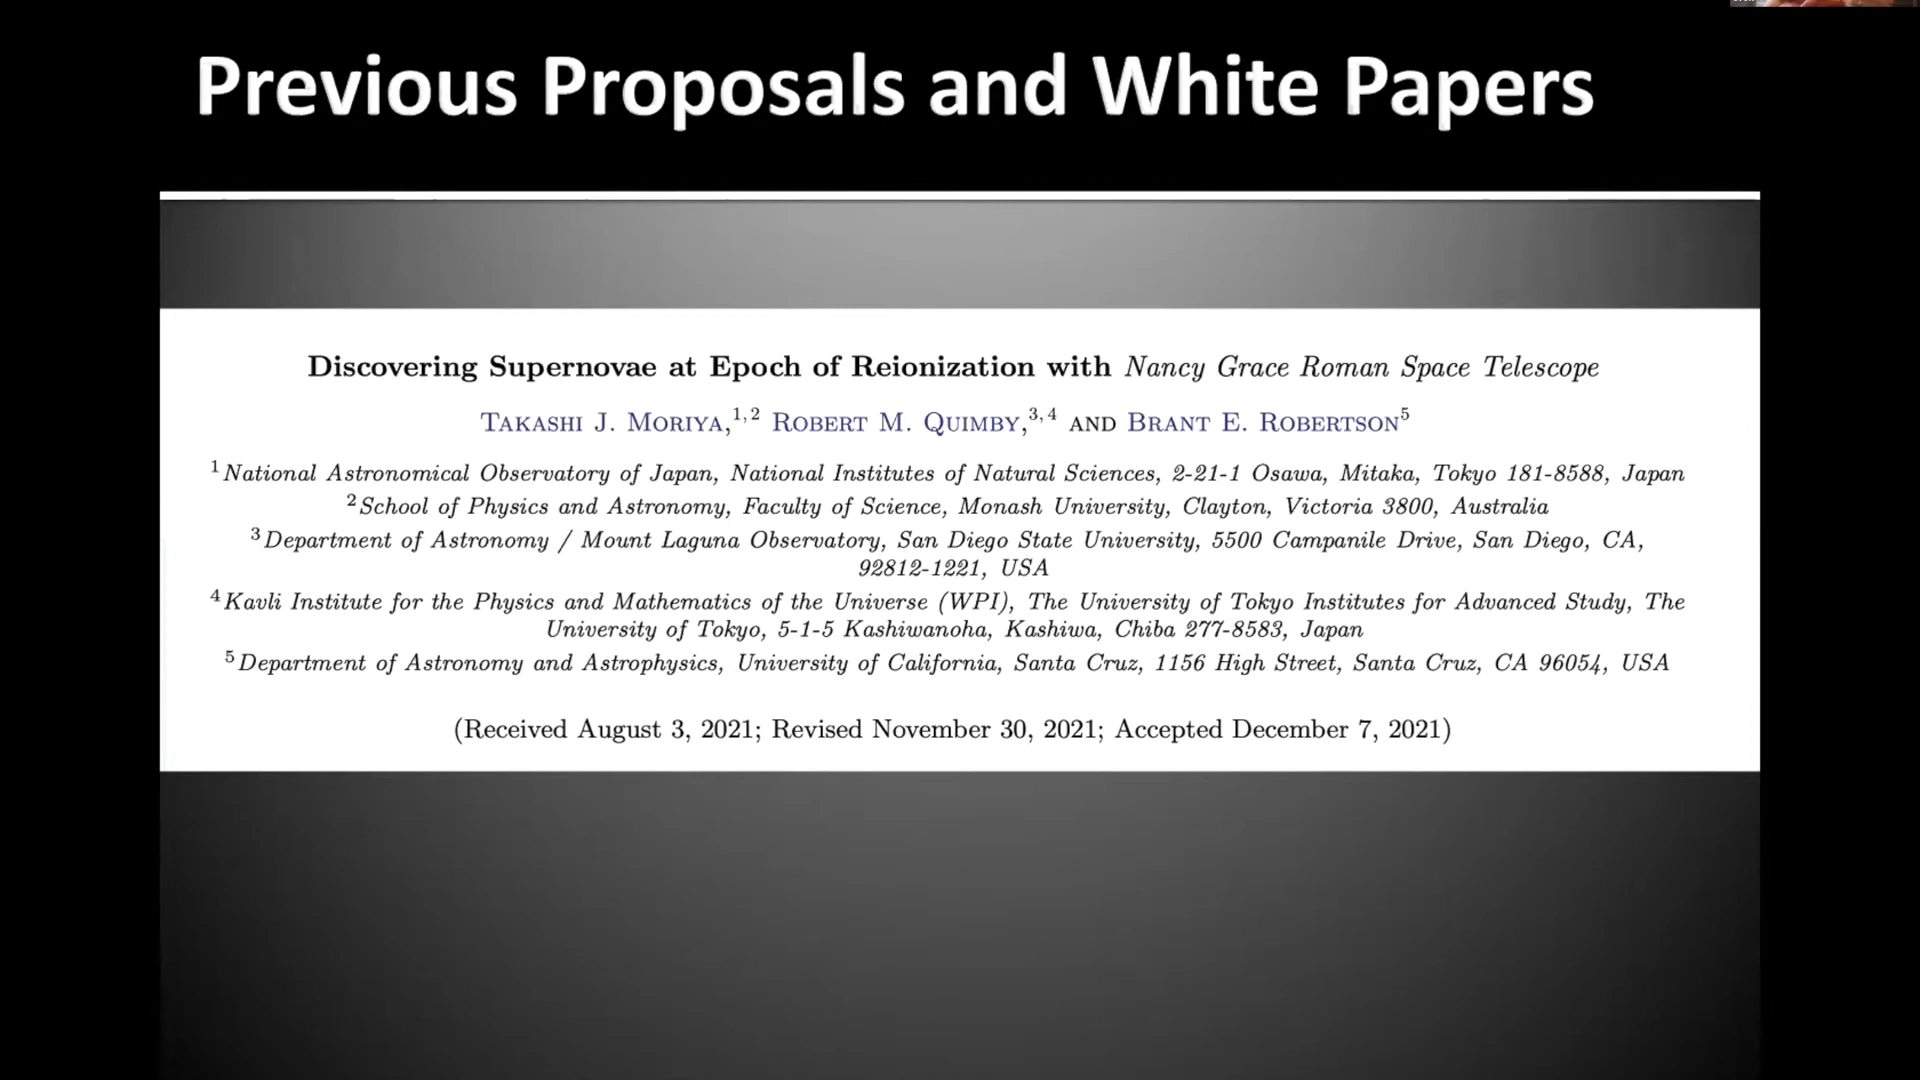 Previous Proposals and White Papers
Discovering Supernovae at Epoch of Reionization with Nancy Grace Roman Space Telescope
Takashi J. Moriya,1,2 Robert M. Quimby,3,4 and Brant E. Robertson5
1National Astronomical Observatory of Japan, National Institutes of Natural Sciences, 2-21-1 Osawa, Mitaka, Tokyo 181-8588, Japan
2School of Physics and Astronomy, Faculty of Science, Monash University, Clayton, Victoria 3800, Australia
3Department of Astronomy / Mount Laguna Observatory, San Diego State University, 5500 Campanile Drive, San Diego, CA,
92812-1221, USA
4Kavli Institute for the Physics and Mathematics of the Universe (WPI), The University of Tokyo Institutes for Advanced Study, The
University of Tokyo, 5-1-5 Kashiwanoha, Kashiwa, Chiba 277-8583, Japan
5Department of Astronomy and Astrophysics, University of California, Santa Cruz, 1156 High Street, Santa Cruz, CA 96054, USA
(Received August 3, 2021; Revised November 30, 2021; Accepted December 7, 2021)